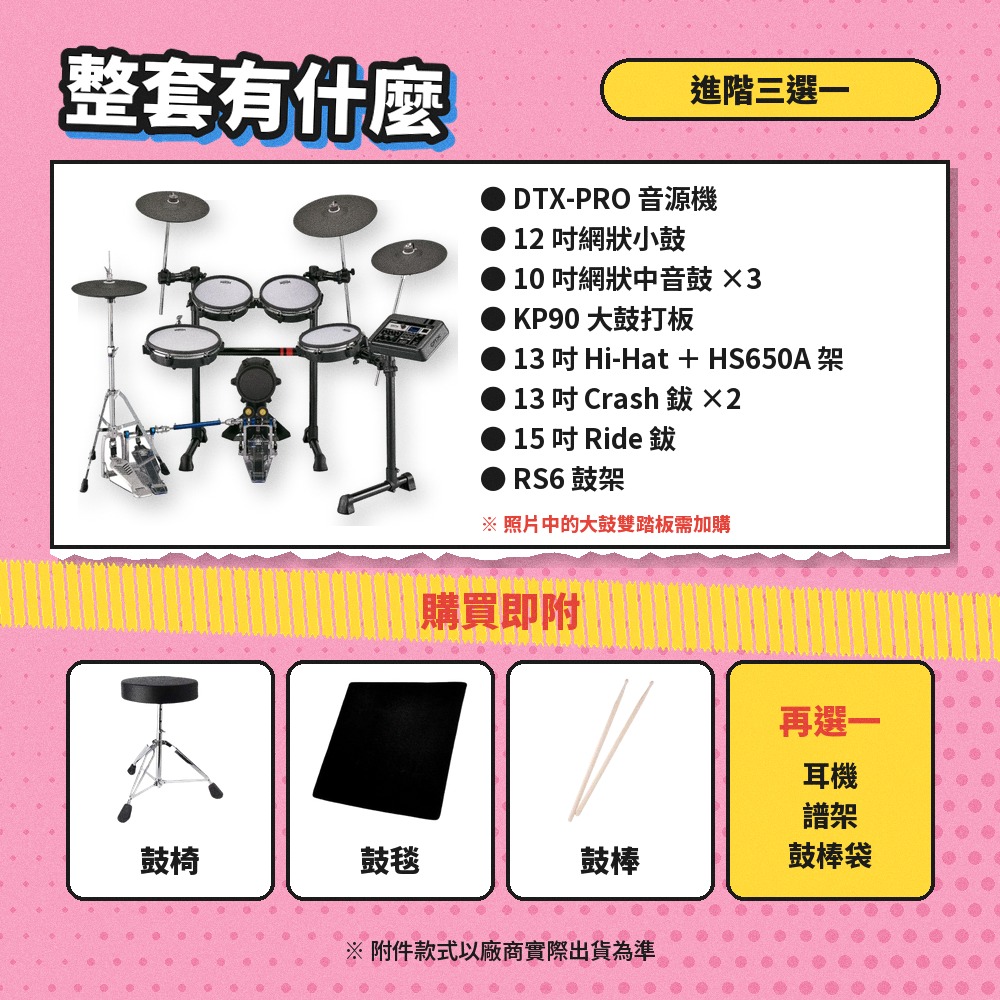 整套有什麼
進階三選一
● DTX-PRO 音源機
● 12 吋網狀小鼓
● 10 吋網狀中音鼓 ×3
● KP90 大鼓打板
● 13 吋 Hi-Hat ＋ HS650A 架
● 13 吋 Crash 鈸 ×2
● 15 吋 Ride 鈸
● RS6 鼓架
※ 照片中的大鼓雙踏板需加購
購買即附
鼓椅
鼓毯
鼓棒
再選一
耳機
譜架
鼓棒袋
※ 附件款式以廠商實際出貨為準